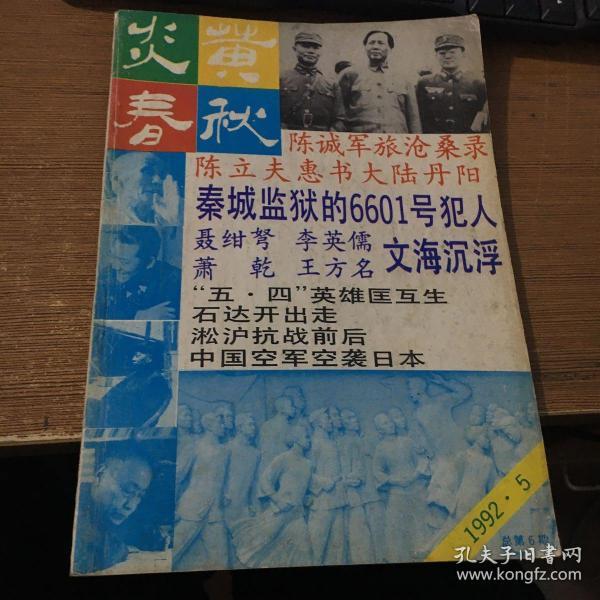 炎黄
春秋
陈诚军旅沧桑录
陈立夫惠书大陆丹阳
秦城监狱的6601号犯人
聂绀弩 李英儒
萧乾 王方名 文海沉浮
“五·四”英雄匡互生
石达开出走
淞沪抗战前后
中国空军空袭日本
1992·5
总第6期
孔夫子旧书网
www.kongfz.com